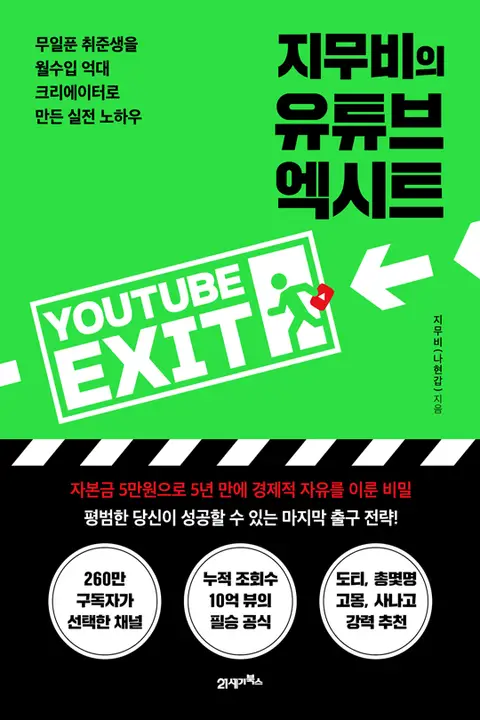 무일푼 취준생을
월수입 억대
크리에이터로
만든 실전 노하우
지무비의
유튜브
엑시트
YOUTUBE
EXIT
지무비(나현갑) 지음
자본금 5만원으로 5년 만에 경제적 자유를 이룬 비밀
평범한 당신이 성공할 수 있는 마지막 출구 전략!
260만
구독자가
선택한 채널
누적 조회수
10억 뷰의
필승 공식
도티, 총몇명
고몽, 사나고
강력 추천
21세기북스